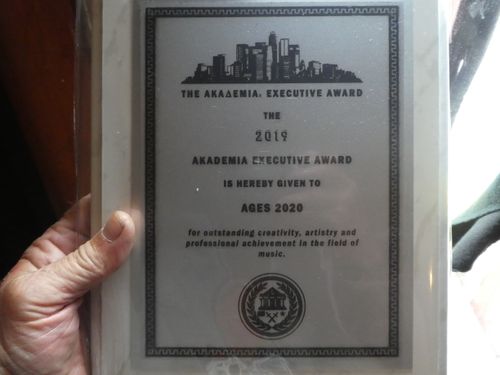 THE AKAΔEMIA. EXECUTIVE AWARD
THE
2019
AKADEMIA EXECUTIVE AWARD
IS HEREBY GIVEN TO
AGES 2020
for outstanding creativity, artistry and
professional achievement in the field of
music.